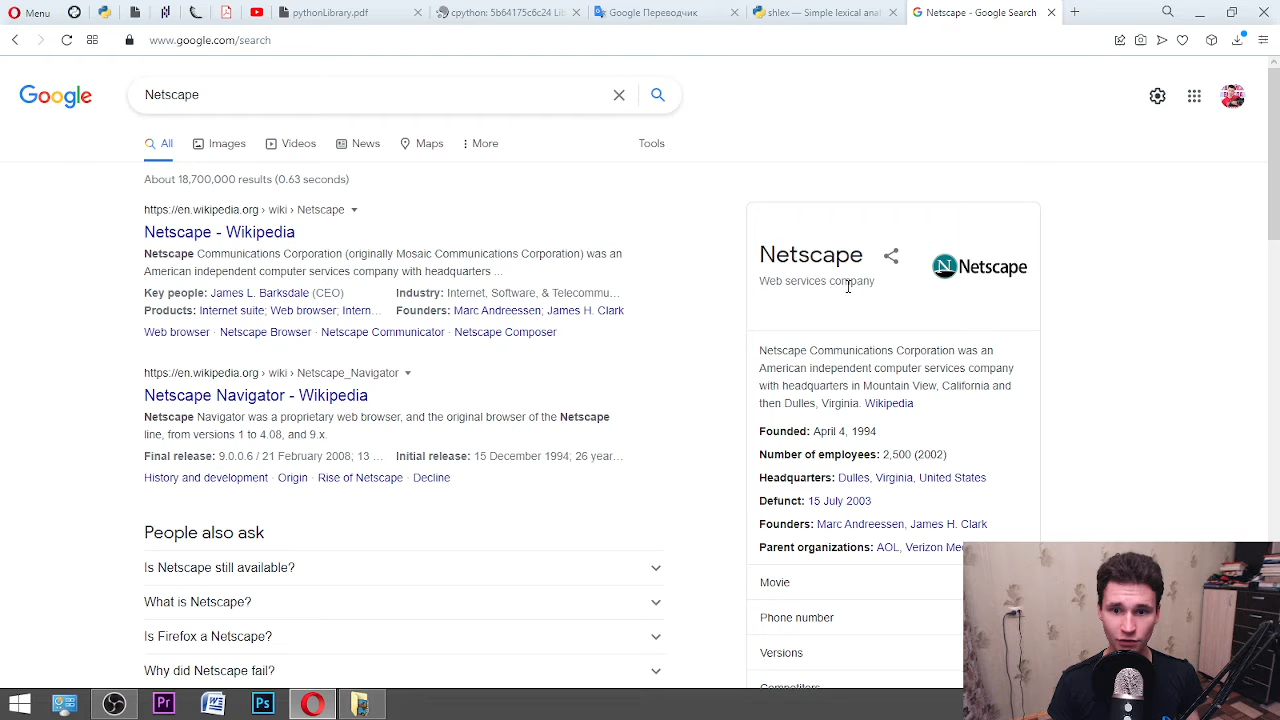 Menu
pythonLibrary.pdf
cpython: 5b64175c6c24 Lib
Google Переводчик
shlex — Simple lexical anal
Netscape - Google Search
www.google.com/search
Google
Netscape
All
Images
Videos
News
Maps
More
Tools
About 18,700,000 results (0.63 seconds)
https://en.wikipedia.org › wiki › Netscape
Netscape - Wikipedia
Netscape Communications Corporation (originally Mosaic Communications Corporation) was an
American independent computer services company with headquarters ...
Key people: James L. Barksdale (CEO)
Industry: Internet, Software, & Telecommu...
Products: Internet suite; Web browser; Intern...
Founders: Marc Andreessen; James H. Clark
Web browser · Netscape Browser · Netscape Communicator · Netscape Composer
https://en.wikipedia.org › wiki › Netscape_Navigator
Netscape Navigator - Wikipedia
Netscape Navigator was a proprietary web browser, and the original browser of the Netscape
line, from versions 1 to 4.08, and 9.x.
Final release: 9.0.0.6 / 21 February 2008; 13 ...
Initial release: 15 December 1994; 26 year...
History and development · Origin · Rise of Netscape · Decline
People also ask
Is Netscape still available?
What is Netscape?
Is Firefox a Netscape?
Why did Netscape fail?
Netscape
Web services company
N Netscape
Netscape Communications Corporation was an
American independent computer services company
with headquarters in Mountain View, California and
then Dulles, Virginia. Wikipedia
Founded: April 4, 1994
Number of employees: 2,500 (2002)
Headquarters: Dulles, Virginia, United States
Defunct: 15 July 2003
Founders: Marc Andreessen, James H. Clark
Parent organizations: AOL, Verizon Me
Movie
Phone number
Versions
Competitors
Pr
Ps